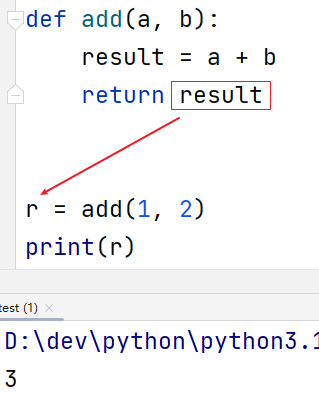 def add(a, b):
    result = a + b
    return result
r = add(1, 2)
print(r)
test (1) ×
D:\dev\python\python3.1
3